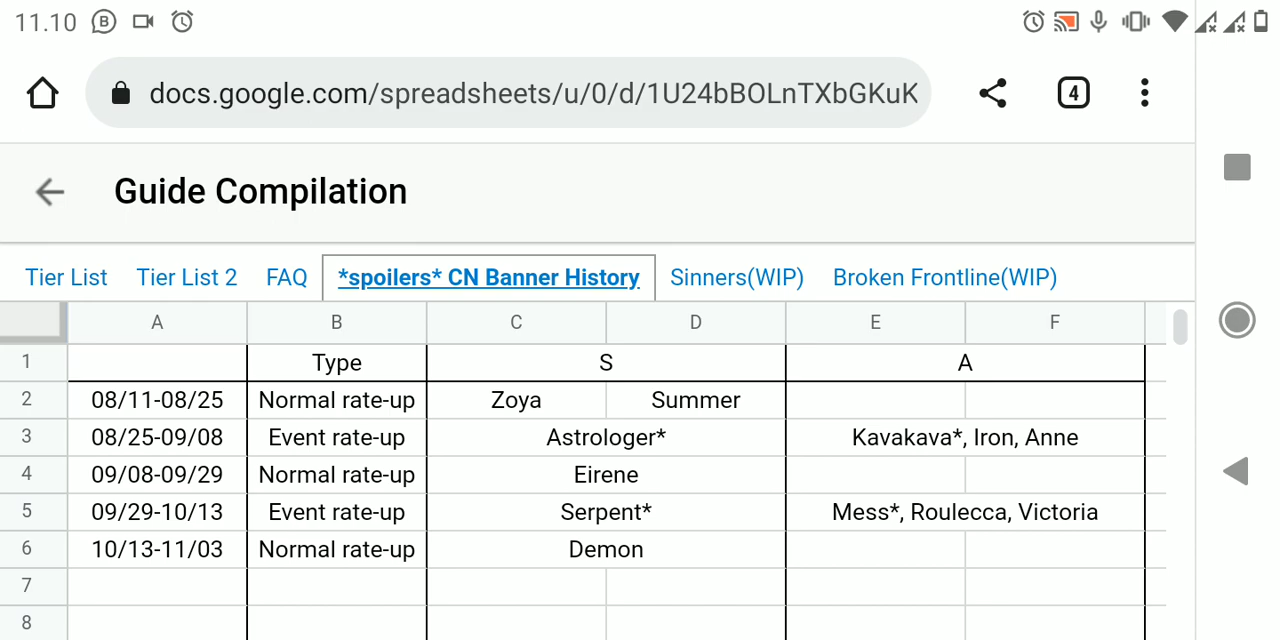 11.10
docs.google.com/spreadsheets/u/0/d/1U24bBOLnTXbGKuK
4
Guide Compilation
Tier List Tier List 2 FAQ *spoilers* CN Banner History Sinners(WIP) Broken Frontline(WIP)
A B C D E F
1 Type S A
2 08/11-08/25 Normal rate-up Zoya Summer
3 08/25-09/08 Event rate-up Astrologer* Kavakava*, Iron, Anne
4 09/08-09/29 Normal rate-up Eirene
5 09/29-10/13 Event rate-up Serpent* Mess*, Roulecca, Victoria
6 10/13-11/03 Normal rate-up Demon
7
8